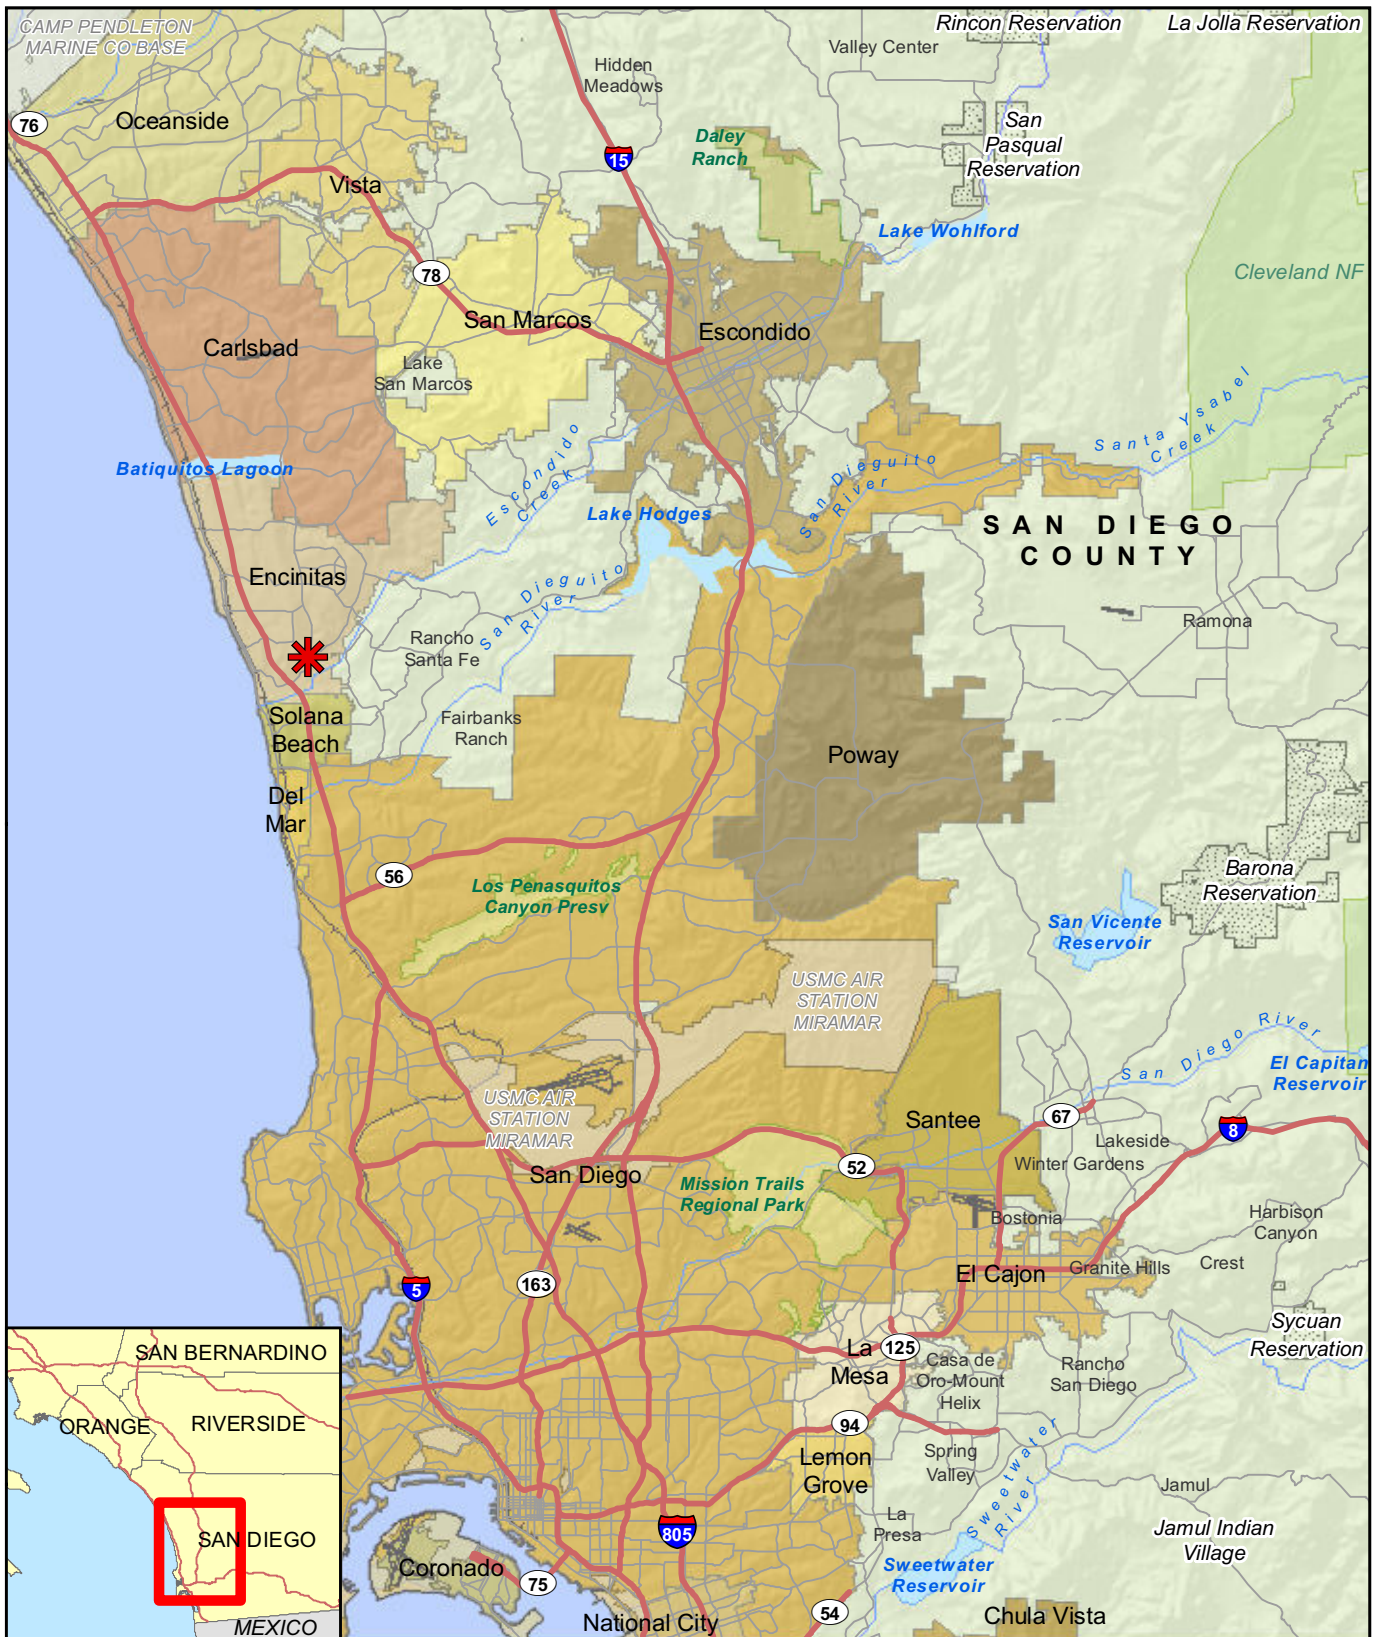 CAMP PENDLETON
MARINE CO BASE
Rincon Reservation
La Jolla Reservation
Valley Center
Hidden
Meadows
76
Oceanside
Daley
Ranch
San
Pasqual
Reservation
15
Vista
Lake Wohlford
Cleveland NF
78
San Marcos
Escondido
Carlsbad
Lake
San Marcos
Santa Ysabel
Creek
Batiquitos Lagoon
Escondido
Creek
San Dieguito
River
Lake Hodges
SAN DIEGO
COUNTY
Encinitas
San Dieguito
River
Ramona
Rancho
Santa Fe
Solana
Beach
Fairbanks
Ranch
Poway
Del
Mar
56
Los Penasquitos
Canyon Presv
Barona
Reservation
San Vicente
Reservoir
USMC AIR
STATION
MIRAMAR
San Diego River
El Capitan
Reservoir
USMC AIR
STATION
MIRAMAR
Santee
67
8
Lakeside
Winter Gardens
52
San Diego
Mission Trails
Regional Park
Bostonia
Harbison
Canyon
Crest
El Cajon
Granite Hills
163
5
Sycuan
Reservation
La
Mesa
125
Casa de
Oro-Mount
Helix
Rancho
San Diego
SAN BERNARDINO
ORANGE
RIVERSIDE
94
Lemon
Grove
Spring
Valley
Sweetwater
River
Jamul
La
Presa
Jamul Indian
Village
805
SAN DIEGO
Coronado
75
Sweetwater
Reservoir
54
National City
Chula Vista
MEXICO